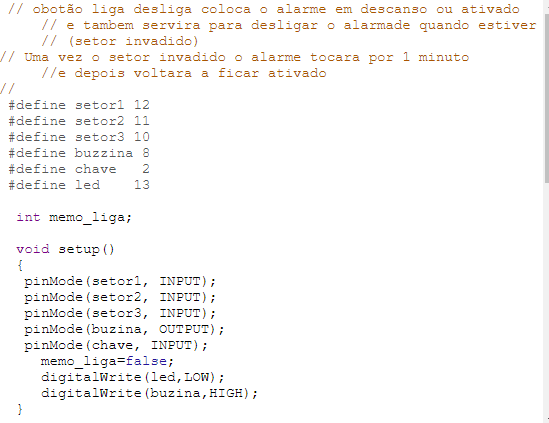 // obotão liga desliga coloca o alarme em descanso ou ativado
// e tambem servira para desligar o alarmade quando estiver
// (setor invadido)
// Uma vez o setor invadido o alarme tocara por 1 minuto
//e depois voltara a ficar ativado
//
#define setor1 12
#define setor2 11
#define setor3 10
#define buzzina 8
#define chave 2
#define led 13
int memo_liga;
void setup()
{
pinMode(setor1, INPUT);
pinMode(setor2, INPUT);
pinMode(setor3, INPUT);
pinMode(buzina, OUTPUT);
pinMode(chave, INPUT);
memo_liga=false;
digitalWrite(led,LOW);
digitalWrite(buzina,HIGH);
}